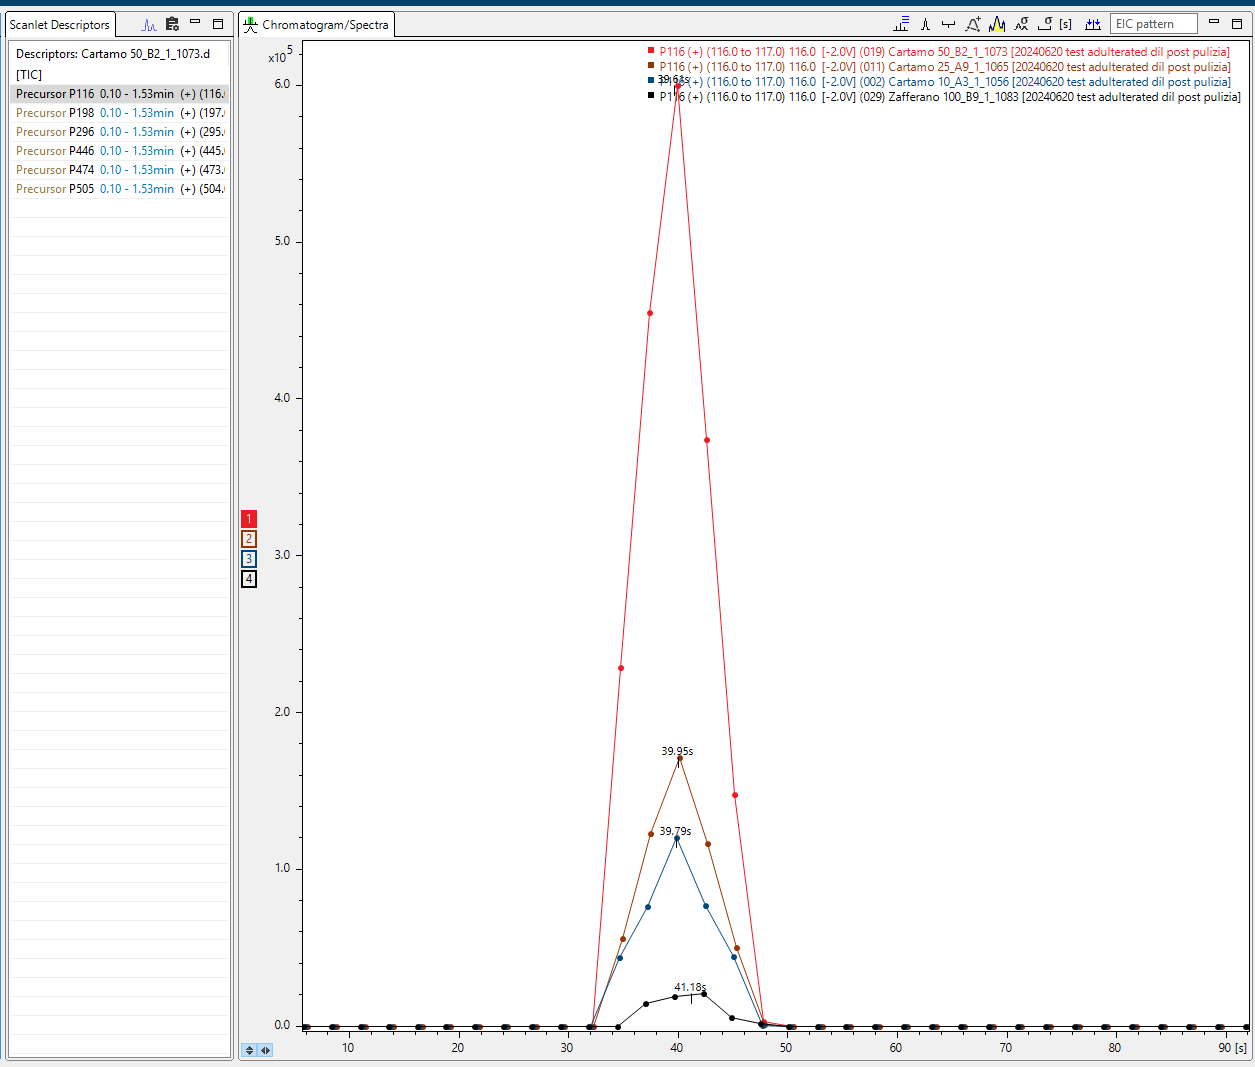 Scanlet Descriptors
Descriptors: Cartamo 50_B2_1_1073.d
[TIC]
Precursor P116 0.10 - 1.53min (+) (116.
Precursor P198 0.10 - 1.53min (+) (197.
Precursor P296 0.10 - 1.53min (+) (295.
Precursor P446 0.10 - 1.53min (+) (445.
Precursor P474 0.10 - 1.53min (+) (473.
Precursor P505 0.10 - 1.53min (+) (504.
Chromatogram/Spectra
[s]
EIC pattern
x10 5
P116 (+) (116.0 to 117.0) 116.0 [-2.0V] (019) Cartamo 50_B2_1_1073 [20240620 test adulterated dil post pulizia]
P116 (+) (116.0 to 117.0) 116.0 [-2.0V] (011) Cartamo 25_A9_1_1065 [20240620 test adulterated dil post pulizia]
P116 (+) (116.0 to 117.0) 116.0 [-2.0V] (002) Cartamo 10_A3_1_1056 [20240620 test adulterated dil post pulizia]
P116 (+) (116.0 to 117.0) 116.0 [-2.0V] (029) Zafferano 100_B9_1_1083 [20240620 test adulterated dil post pulizia]
39.61s
6.0
5.0
4.0
3.0
2.0
1.0
0.0
1
2
3
4
39.95s
39.79s
41.18s
10 20 30 40 50 60 70 80 90 [s]